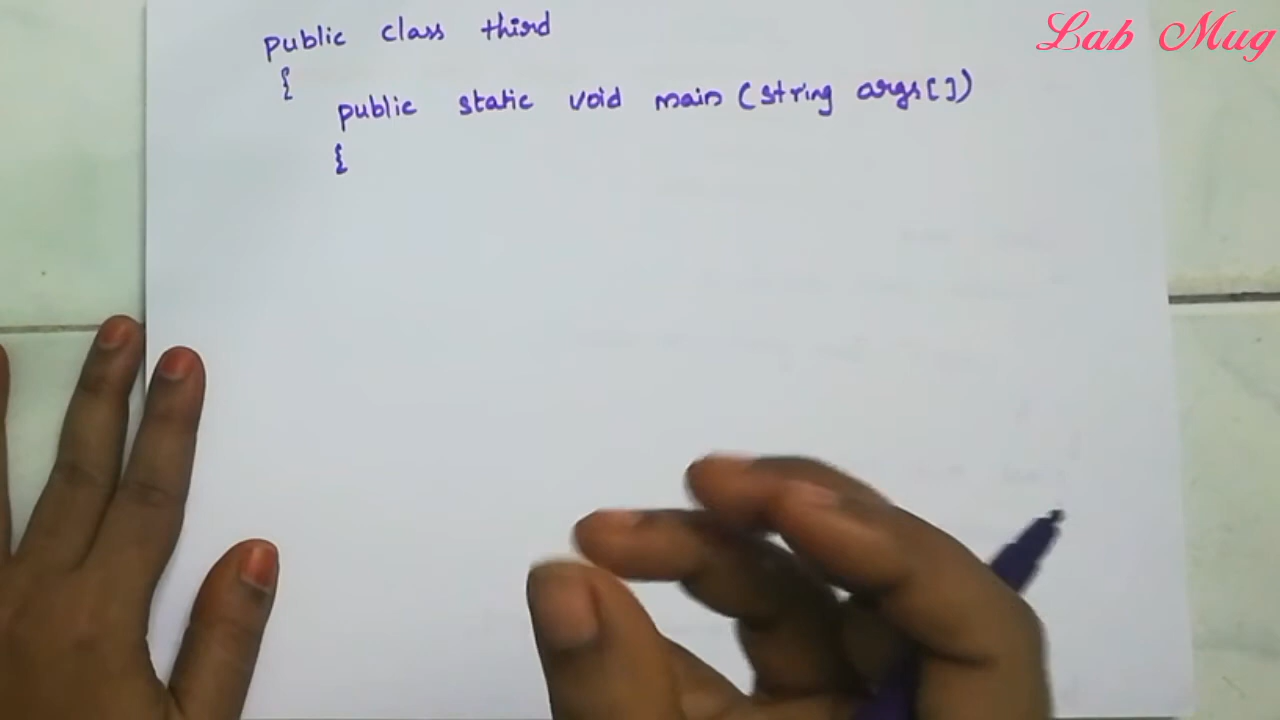 Lab Mug
public class third
{
public static void main (string args[])
{